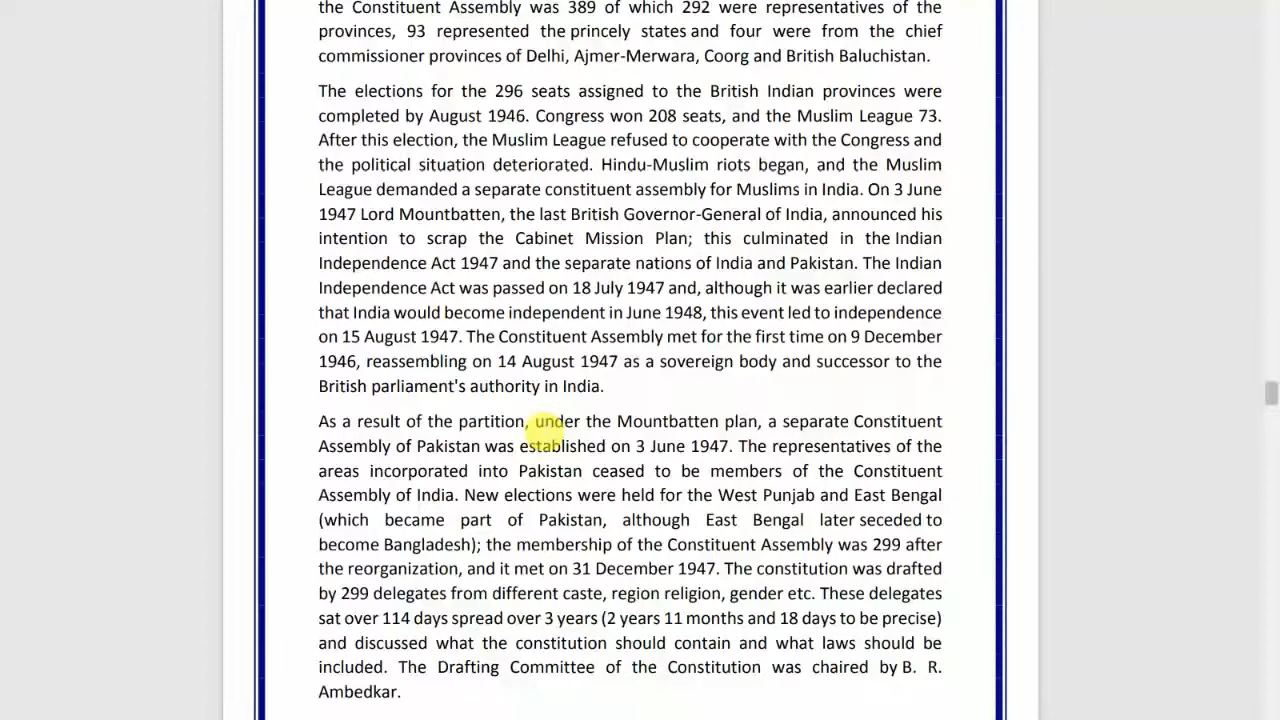 the Constituent Assembly was 389 of which 292 were representatives of the
provinces, 93 represented the princely states and four were from the chief
commissioner provinces of Delhi, Ajmer-Merwara, Coorg and British Baluchistan.
The elections for the 296 seats assigned to the British Indian provinces were
completed by August 1946. Congress won 208 seats, and the Muslim League 73.
After this election, the Muslim League refused to cooperate with the Congress and
the political situation deteriorated. Hindu-Muslim riots began, and the Muslim
League demanded a separate constituent assembly for Muslims in India. On 3 June
1947 Lord Mountbatten, the last British Governor-General of India, announced his
intention to scrap the Cabinet Mission Plan; this culminated in the Indian
Independence Act 1947 and the separate nations of India and Pakistan. The Indian
Independence Act was passed on 18 July 1947 and, although it was earlier declared
that India would become independent in June 1948, this event led to independence
on 15 August 1947. The Constituent Assembly met for the first time on 9 December
1946, reassembling on 14 August 1947 as a sovereign body and successor to the
British parliament's authority in India.
As a result of the partition, under the Mountbatten plan, a separate Constituent
Assembly of Pakistan was established on 3 June 1947. The representatives of the
areas incorporated into Pakistan ceased to be members of the Constituent
Assembly of India. New elections were held for the West Punjab and East Bengal
(which became part of Pakistan, although East Bengal later seceded to
become Bangladesh); the membership of the Constituent Assembly was 299 after
the reorganization, and it met on 31 December 1947. The constitution was drafted
by 299 delegates from different caste, region religion, gender etc. These delegates
sat over 114 days spread over 3 years (2 years 11 months and 18 days to be precise)
and discussed what the constitution should contain and what laws should be
included. The Drafting Committee of the Constitution was chaired by B. R.
Ambedkar.